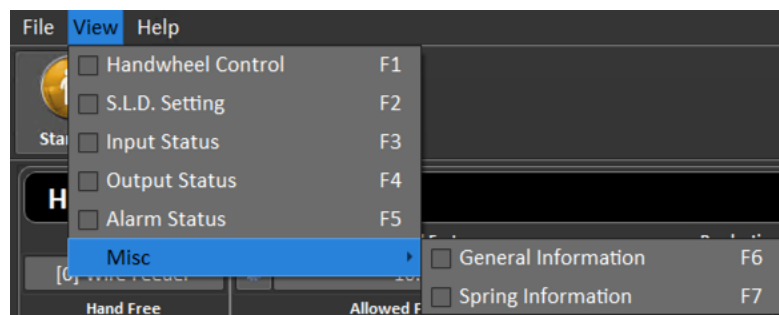 File View Help
Handwheel Control F1
S.L.D. Setting F2
Input Status F3
Output Status F4
Alarm Status F5
Misc
General Information F6
Spring Information F7
Hand Free
Allowed